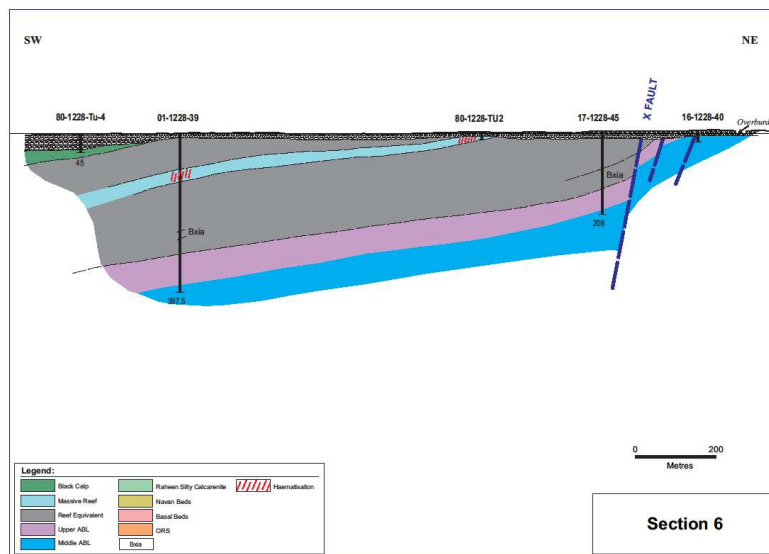 SW
NE
80-1228-Tu-4
01-1228-39
80-1228-TU2
17-1228-45
X FAULT
16-1228-40
Overburden
45
Bxia
Bxia
206
397.5
0 200
Metres
Legend:
Black Calp
Massive Reef
Reef Equivalent
Upper ABL
Middle ABL
Raheen Silty Calcarenite
Navan Beds
Basal Beds
ORS
Bxia
Haematisation
Section 6